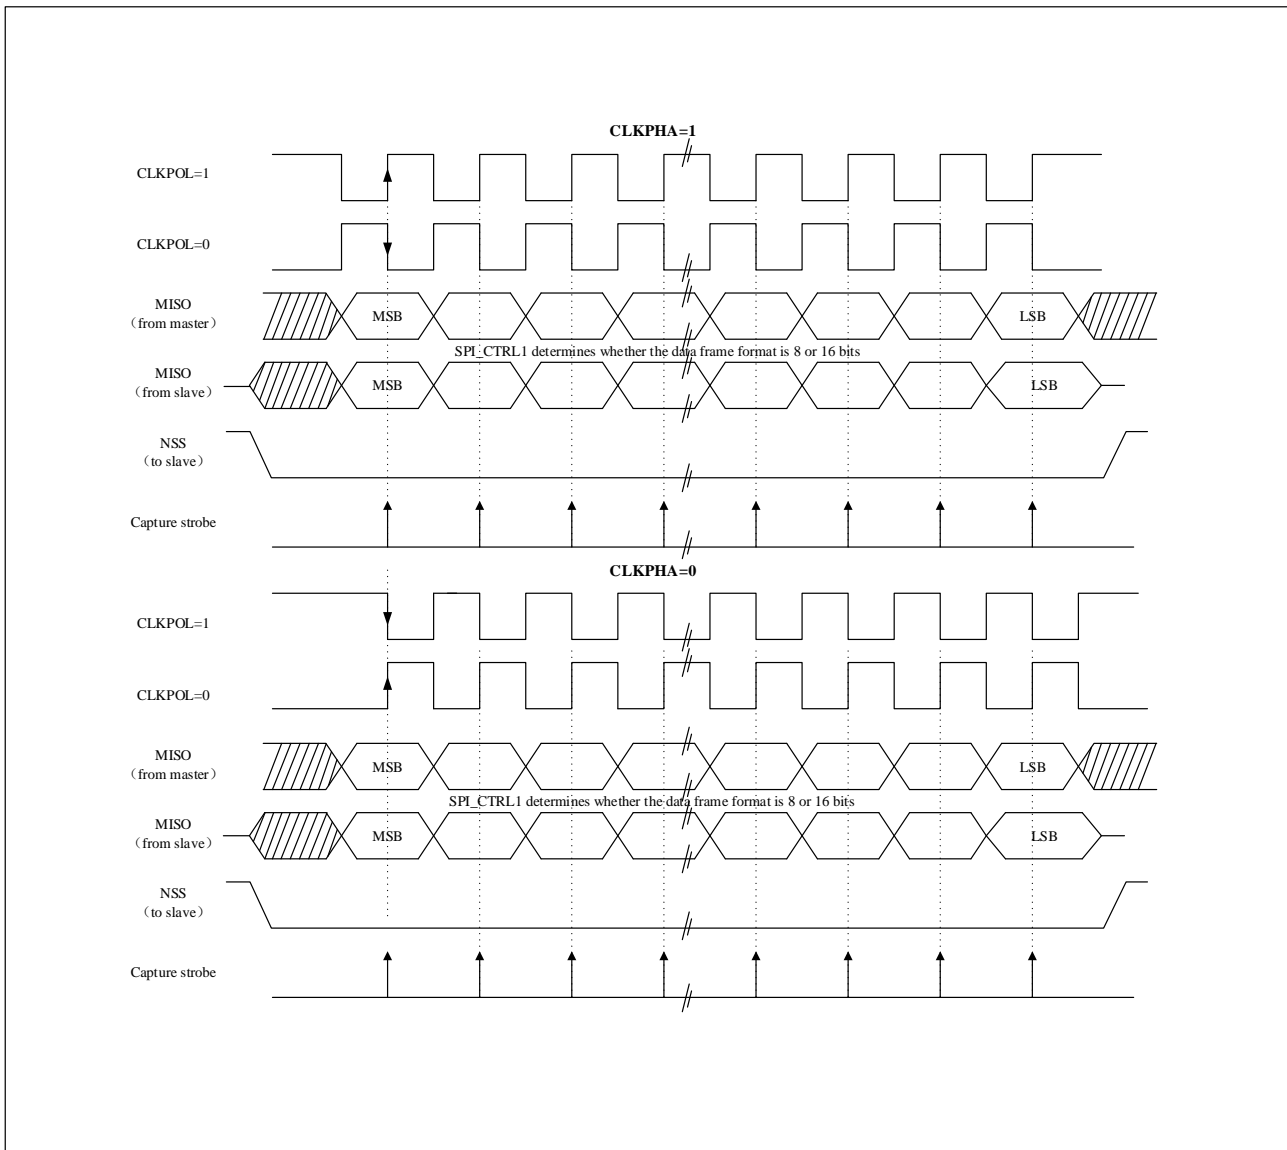 CLKPHA=1
CLKPOL=1
CLKPOL=0
MISO
（from master）
MSB
LSB
SPI_CTRL1 determines whether the data frame format is 8 or 16 bits
MISO
（from slave）
MSB
LSB
NSS
（to slave）
Capture strobe
CLKPHA=0
CLKPOL=1
CLKPOL=0
MISO
（from master）
MSB
LSB
SPI_CTRL1 determines whether the data frame format is 8 or 16 bits
MISO
（from slave）
MSB
LSB
NSS
（to slave）
Capture strobe